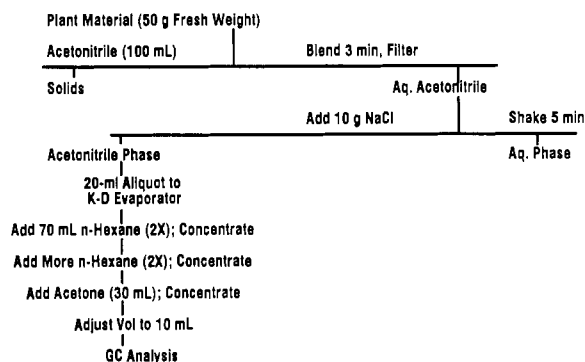 Plant Material (50 g Fresh Weight)
Acetonitrile (100 mL)
Blend 3 min, Filter
Solids
Aq. Acetonitrile
Add 10 g NaCl
Shake 5 min
Acetonitrile Phase
Aq. Phase
20-ml Aliquot to
K-D Evaporator
Add 70 mL n-Hexane (2X); Concentrate
Add More n-Hexane (2X); Concentrate
Add Acetone (30 mL); Concentrate
Adjust Vol to 10 mL
GC Analysis